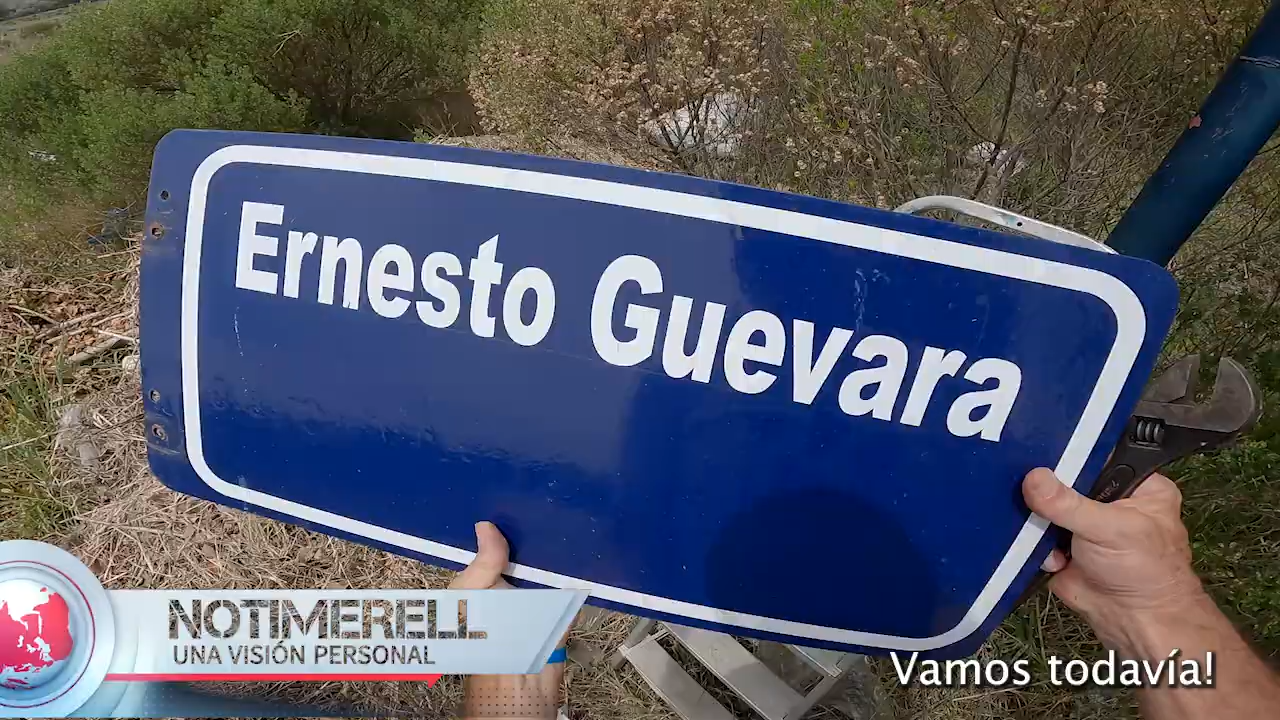 Ernesto Guevara
NOTIMERELL
UNA VISIÓN PERSONAL
Vamos todavía!